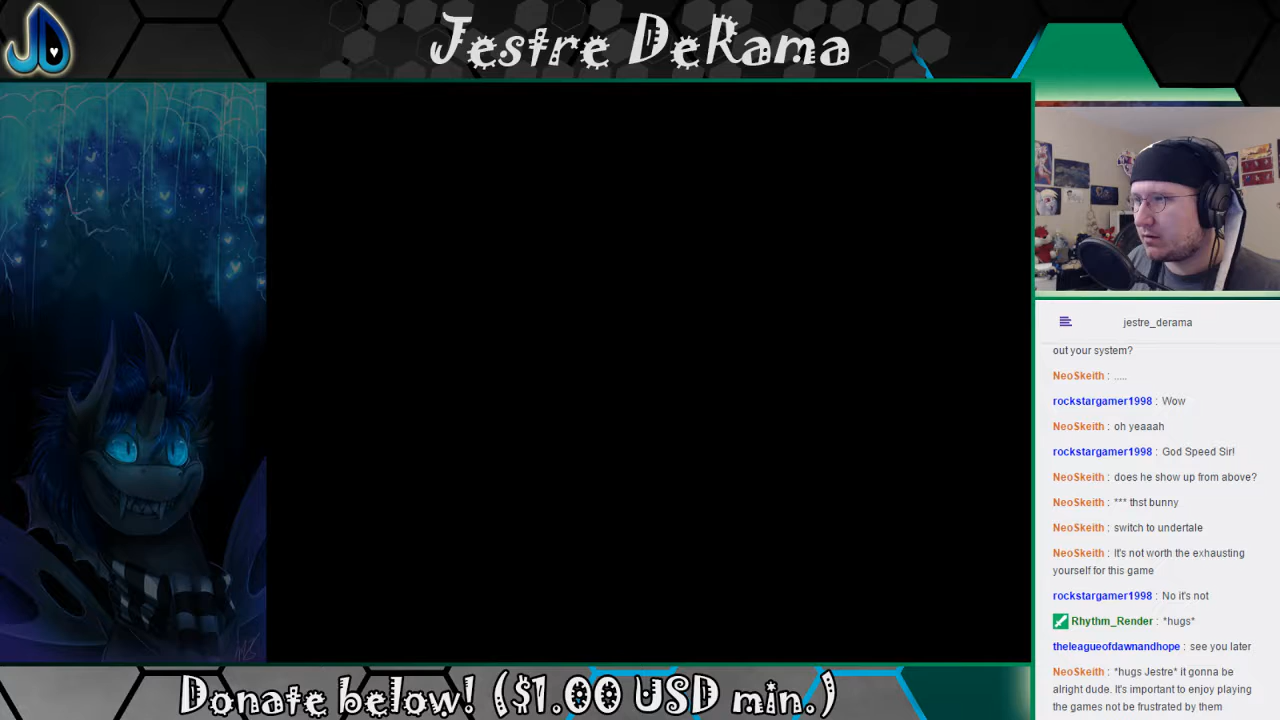 JD
Jestre DeRama
jestre_derama
out your system?
NeoSkeith : .....
rockstargamer1998 : Wow
NeoSkeith : oh yeaaah
rockstargamer1998 : God Speed Sir!
NeoSkeith : does he show up from above?
NeoSkeith : *** thst bunny
NeoSkeith : switch to undertale
NeoSkeith : It's not worth the exhausting
yourself for this game
rockstargamer1998 : No it's not
Rhythm_Render : *hugs*
theleagueofdawnandhope : see you later
NeoSkeith : *hugs Jestre* it gonna be
alright dude. It's important to enjoy playing
the games not be frustrated by them
Donate below! ($1.00 USD min.)